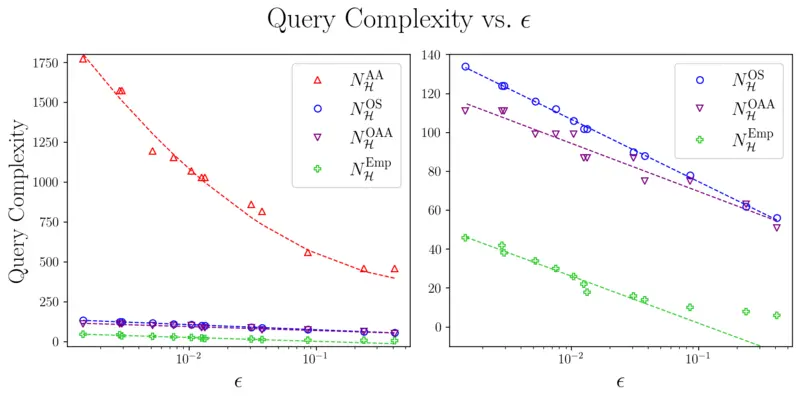 Query Complexity vs. ϵ
Query Complexity
1750
1500
1250
1000
750
500
250
0
10⁻²
10⁻¹
ϵ
N_ℋ^AA
N_ℋ^OS
N_ℋ^OAA
N_ℋ^Emp
140
120
100
80
60
40
20
0
10⁻²
10⁻¹
ϵ
N_ℋ^OS
N_ℋ^OAA
N_ℋ^Emp